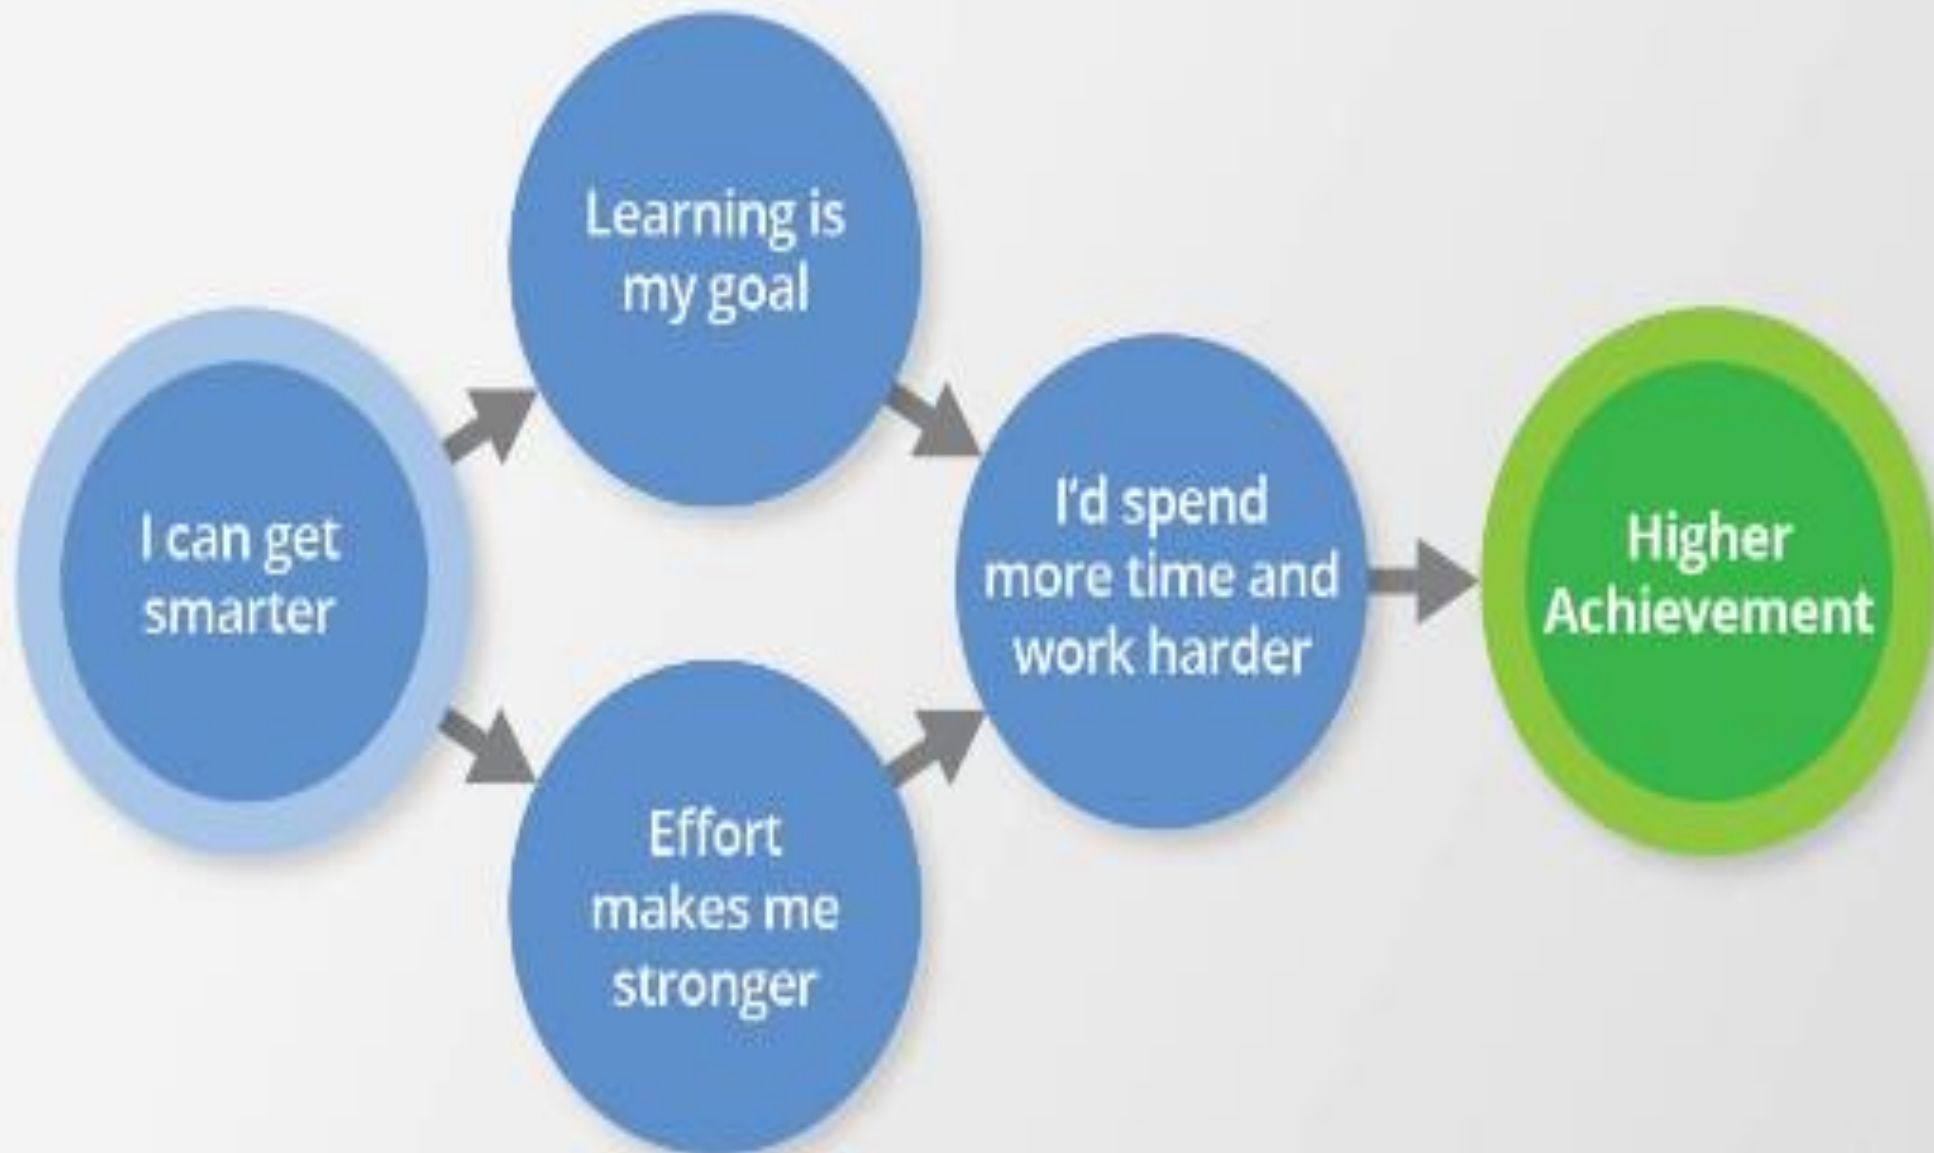 I can get
smarter
Learning is
my goal
Effort
makes me
stronger
I'd spend
more time and
work harder
Higher
Achievement